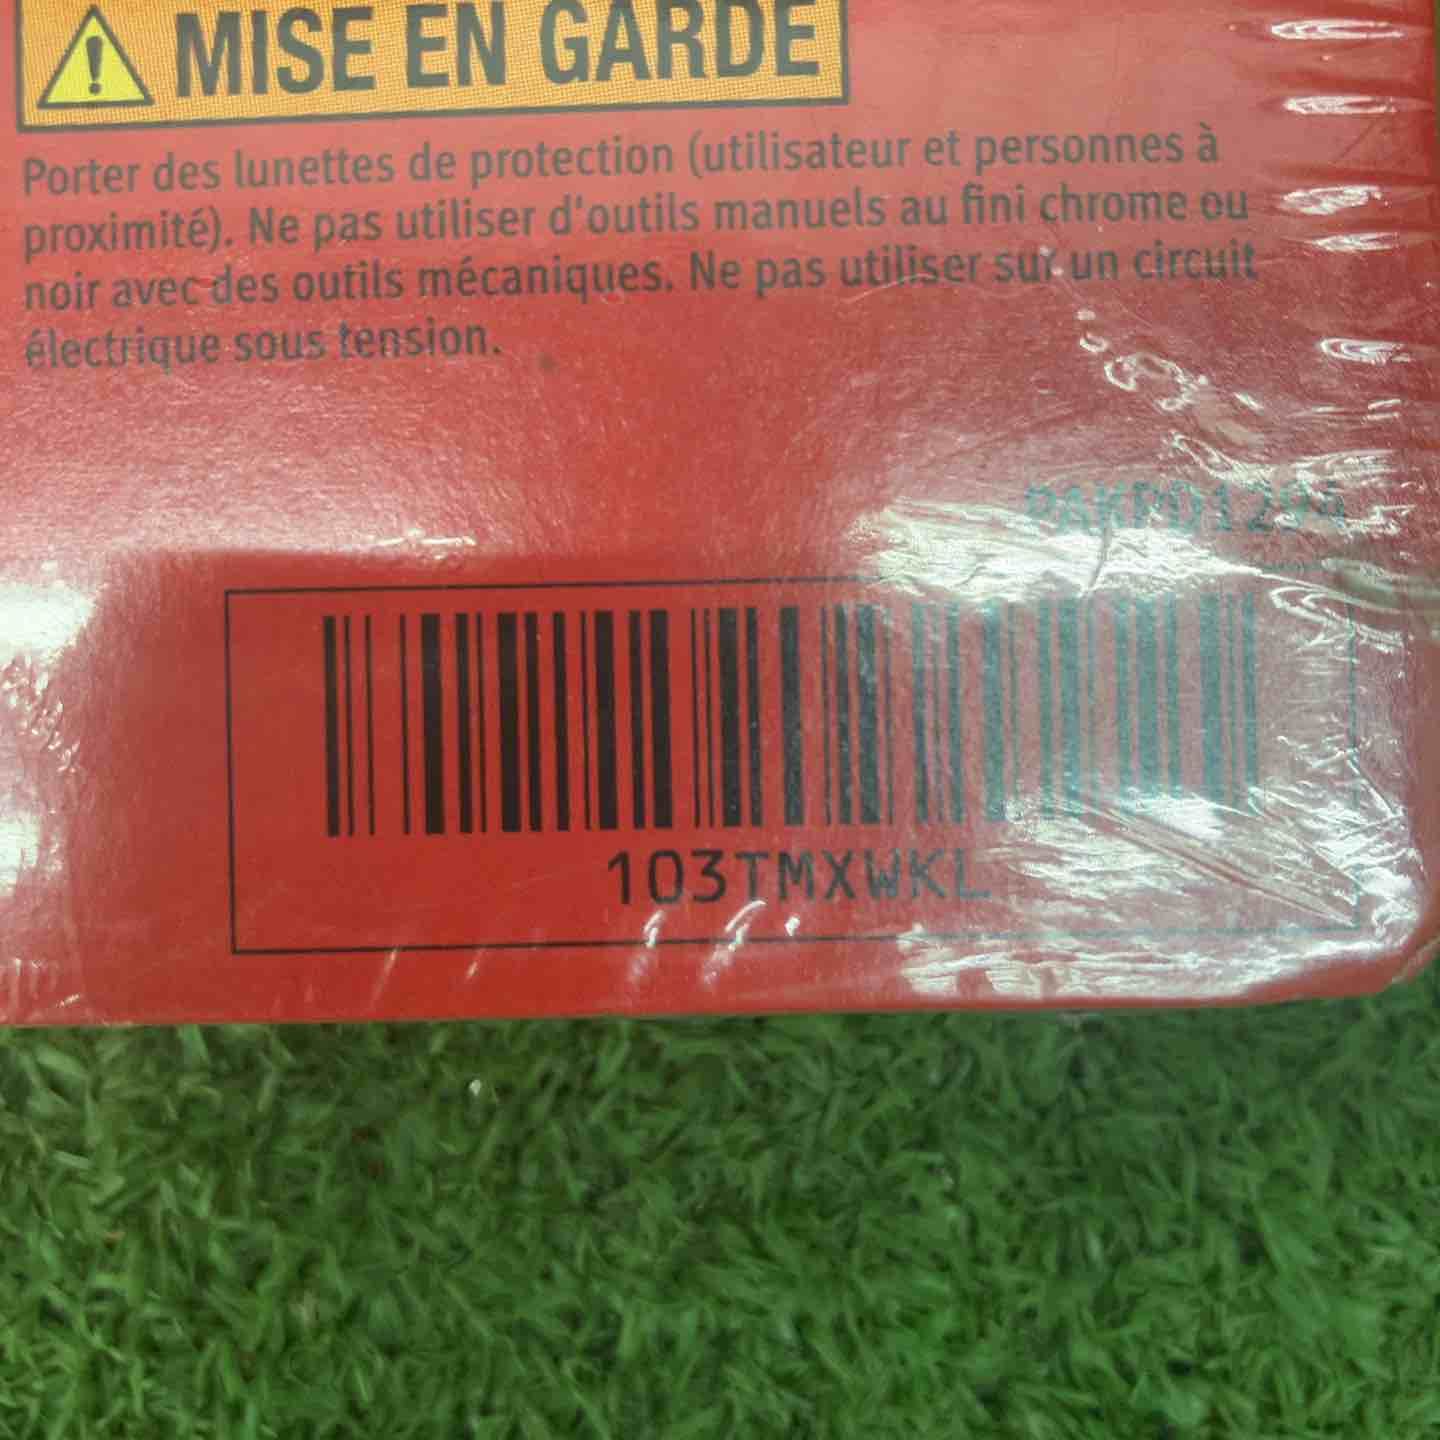 MISE EN GARDE
Porter des lunettes de protection (utilisateur et personnes à
proximité). Ne pas utiliser d'outils manuels au fini chrome ou
noir avec des outils mécaniques. Ne pas utiliser sur un circuit
électrique sous tension.
PAKPD1294
103TMXWKL